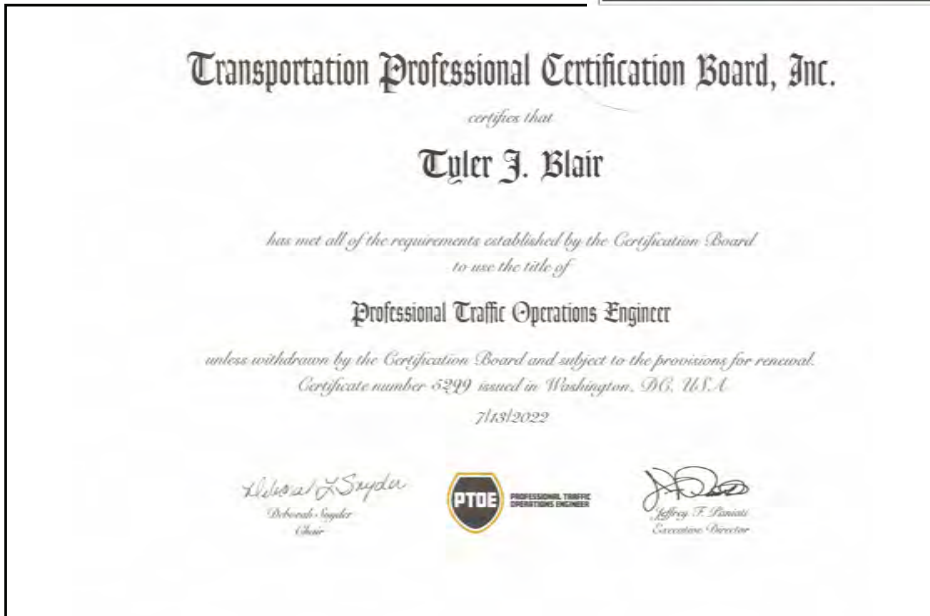 Transportation Professional Certification Board, Inc.
certifies that
Tyler J. Blair
has met all of the requirements established by the Certification Board
to use the title of
Professional Traffic Operations Engineer
unless withdrawn by the Certification Board and subject to the provisions for renewal.
Certificate number 5299 issued in Washington, DC, USA
7/13/2022
Deborah L Snyder
Deborah Snyder
Chair
PTOE
PROFESSIONAL TRAFFIC
OPERATIONS ENGINEER
Jeffrey F. Paniati
Executive Director